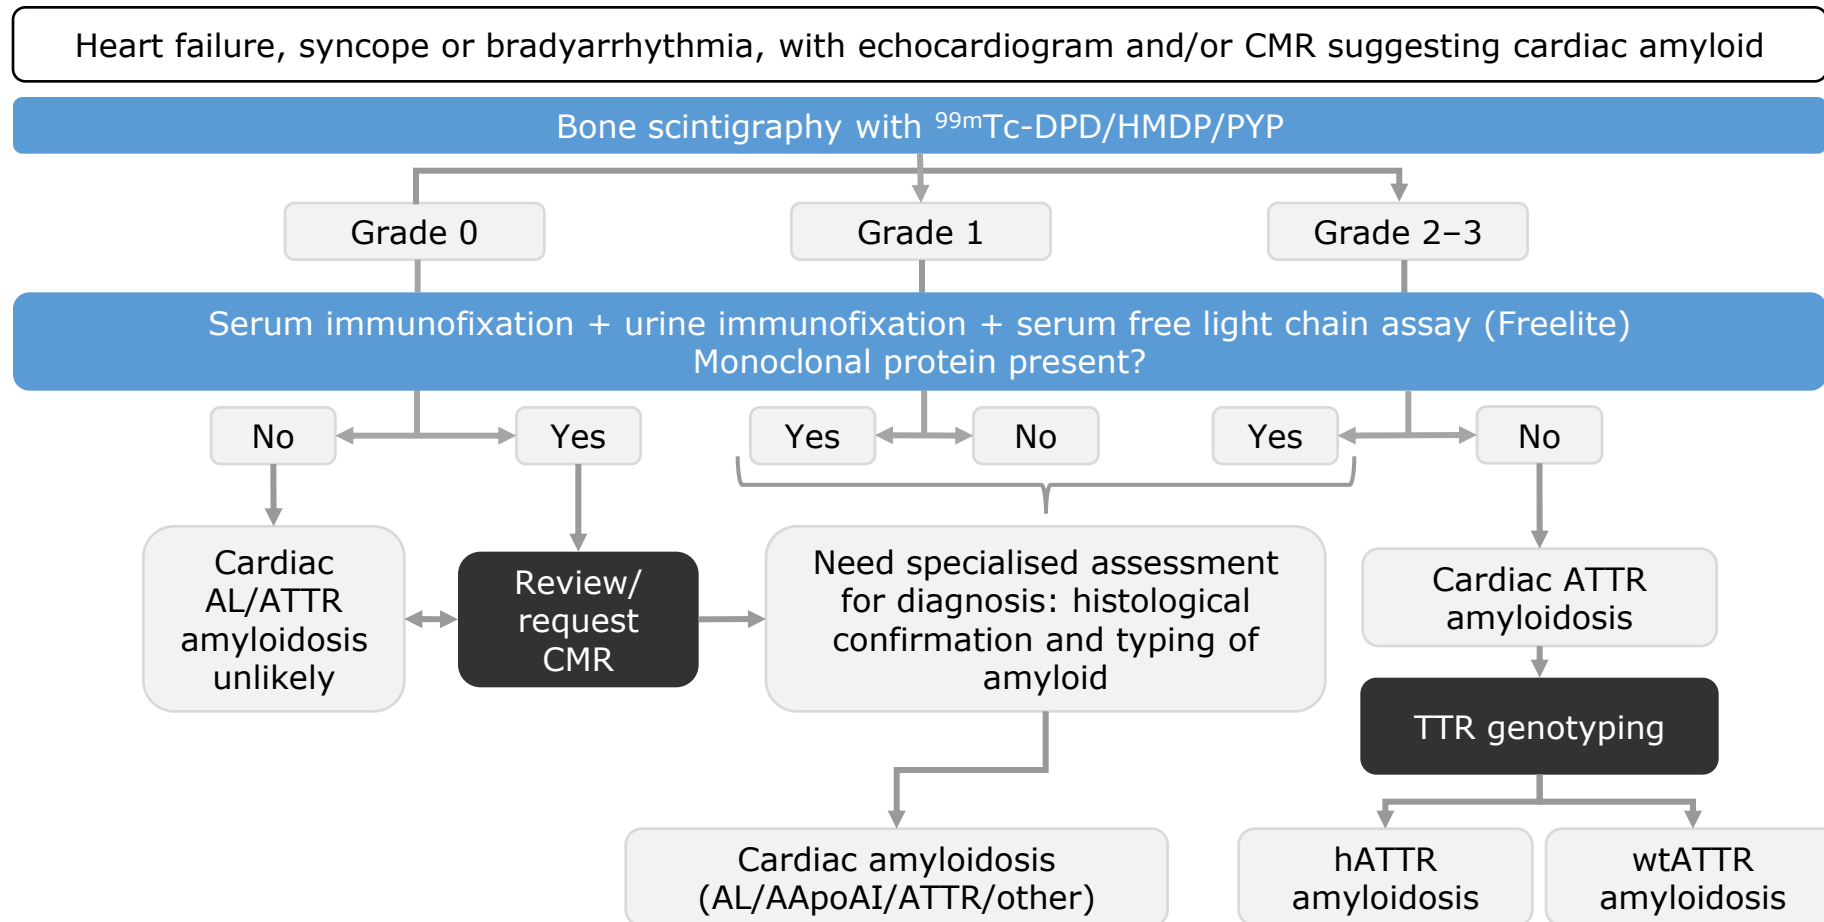 Heart failure, syncope or bradyarrhythmia, with echocardiogram and/or CMR suggesting cardiac amyloid
Bone scintigraphy with ⁹⁹ᵐTc-DPD/HMDP/PYP
Grade 0
Grade 1
Grade 2–3
Serum immunofixation + urine immunofixation + serum free light chain assay (Freelite)
Monoclonal protein present?
No
Yes
Yes
No
Yes
No
Cardiac
AL/ATTR
amyloidosis
unlikely
Review/
request
CMR
Need specialised assessment
for diagnosis: histological
confirmation and typing of
amyloid
Cardiac ATTR
amyloidosis
TTR genotyping
Cardiac amyloidosis
(AL/AApoAI/ATTR/other)
hATTR
amyloidosis
wtATTR
amyloidosis